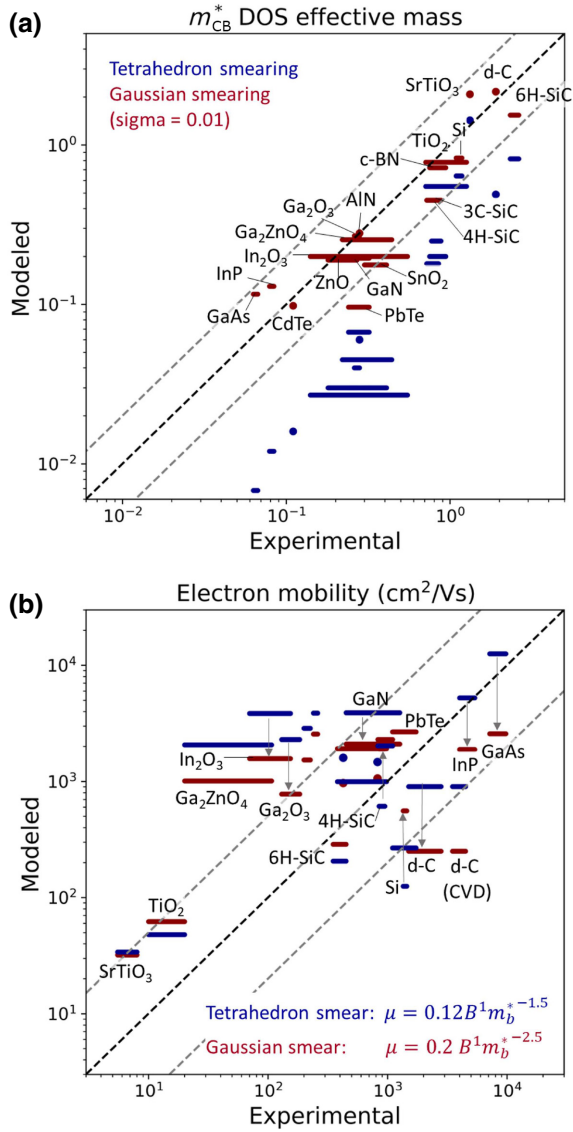 (a)
m*CB DOS effective mass
Tetrahedron smearing
Gaussian smearing
(sigma = 0.01)
SrTiO3
d-C
6H-SiC
Si
TiO2
c-BN
3C-SiC
4H-SiC
AlN
Ga2O3
Ga2ZnO4
In2O3
InP
GaAs
CdTe
ZnO
GaN
SnO2
PbTe
10^0
10^-1
10^-2
Modeled
10^-2
10^-1
10^0
Experimental
(b)
Electron mobility (cm²/Vs)
GaN
PbTe
InP
GaAs
In2O3
Ga2ZnO4
Ga2O3
4H-SiC
6H-SiC
Si
d-C
d-C
(CVD)
TiO2
SrTiO3
Tetrahedron smear: μ = 0.12B^1 m_b*^-1.5
Gaussian smear: μ = 0.2 B^1 m_b*^-2.5
10^4
10^3
10^2
10^1
Modeled
10^1
10^2
10^3
10^4
Experimental